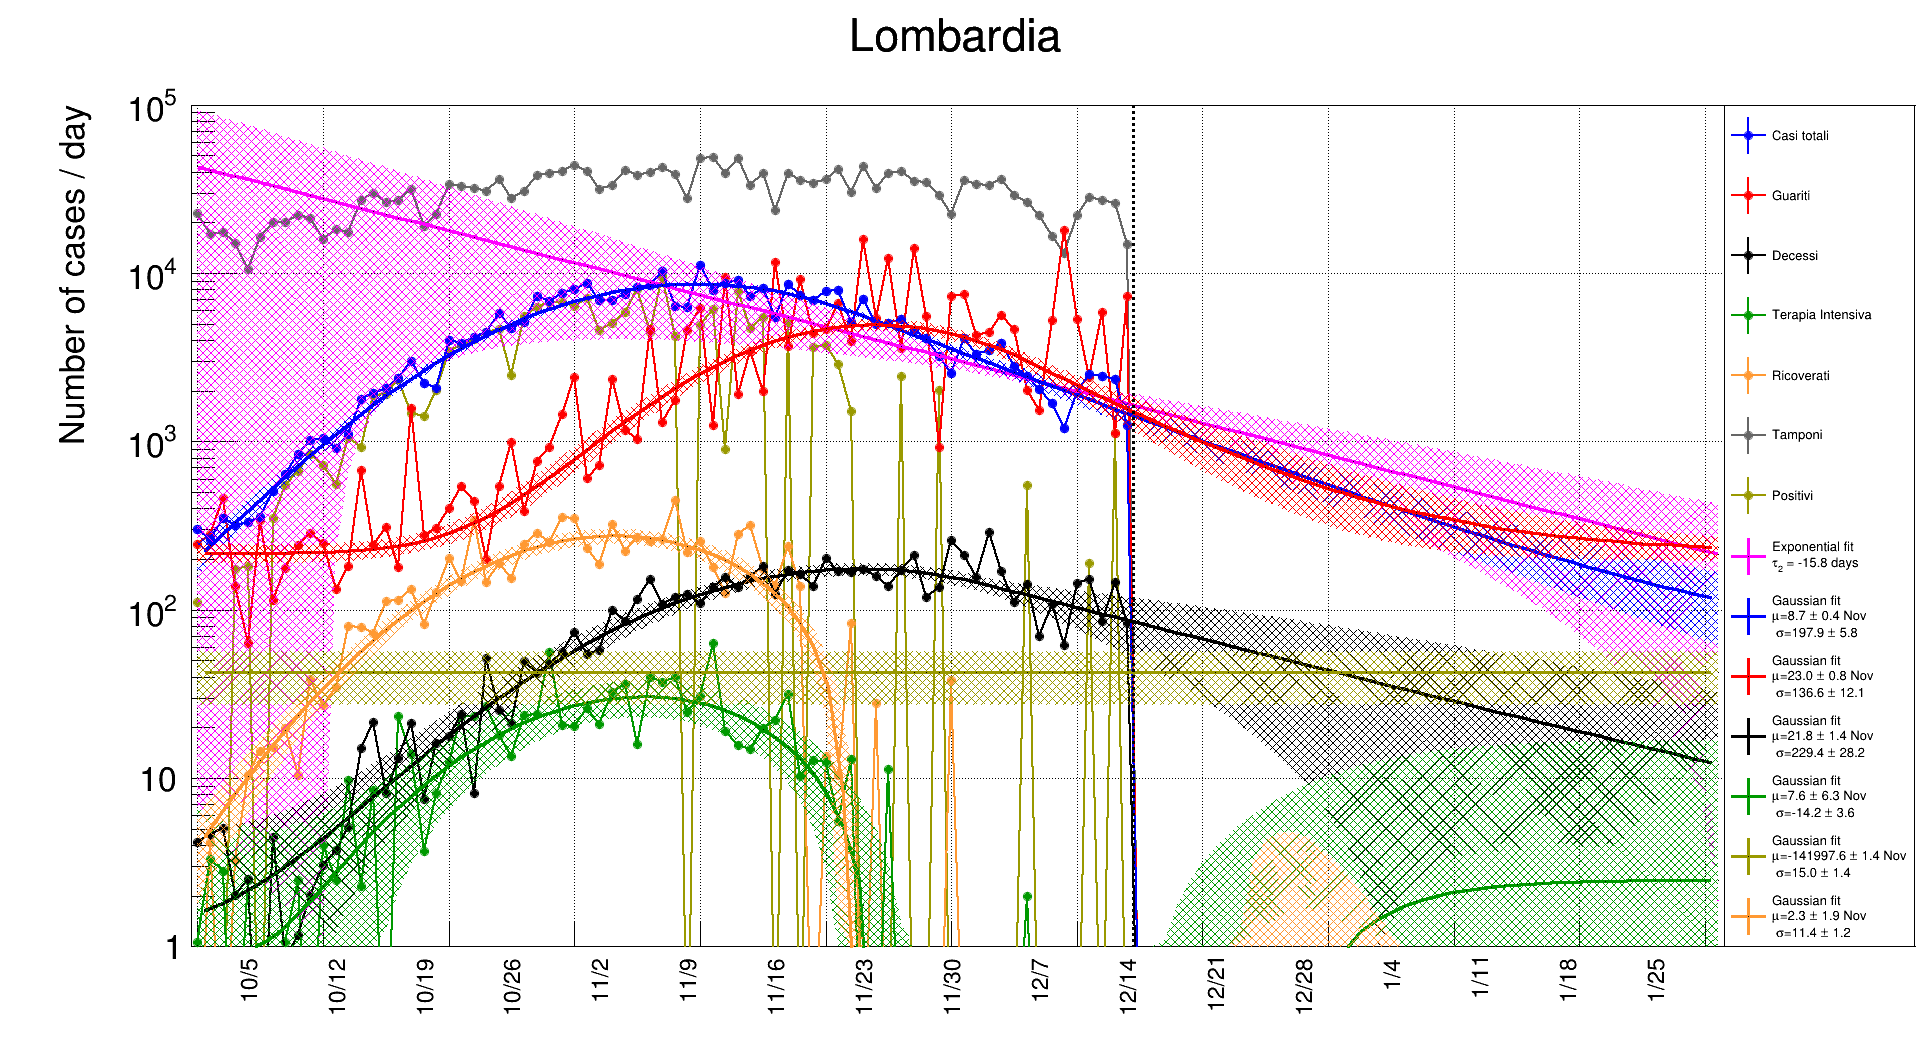 Lombardia
Number of cases / day
10^5
10^4
10^3
10^2
10
1
10/5
10/12
10/19
10/26
11/2
11/9
11/16
11/23
11/30
12/7
12/14
12/21
12/28
1/4
1/11
1/18
1/25
Casi totali
Guariti
Decessi
Terapia Intensiva
Ricoverati
Tamponi
Positivi
Exponential fit
τ₂ = -15.8 days
Gaussian fit
μ=8.7 ± 0.4 Nov
σ=197.9 ± 5.8
Gaussian fit
μ=23.0 ± 0.8 Nov
σ=136.6 ± 12.1
Gaussian fit
μ=21.8 ± 1.4 Nov
σ=229.4 ± 28.2
Gaussian fit
μ=7.6 ± 6.3 Nov
σ=-14.2 ± 3.6
Gaussian fit
μ=-141997.6 ± 1.4 Nov
σ=15.0 ± 1.4
Gaussian fit
μ=2.3 ± 1.9 Nov
σ=11.4 ± 1.2